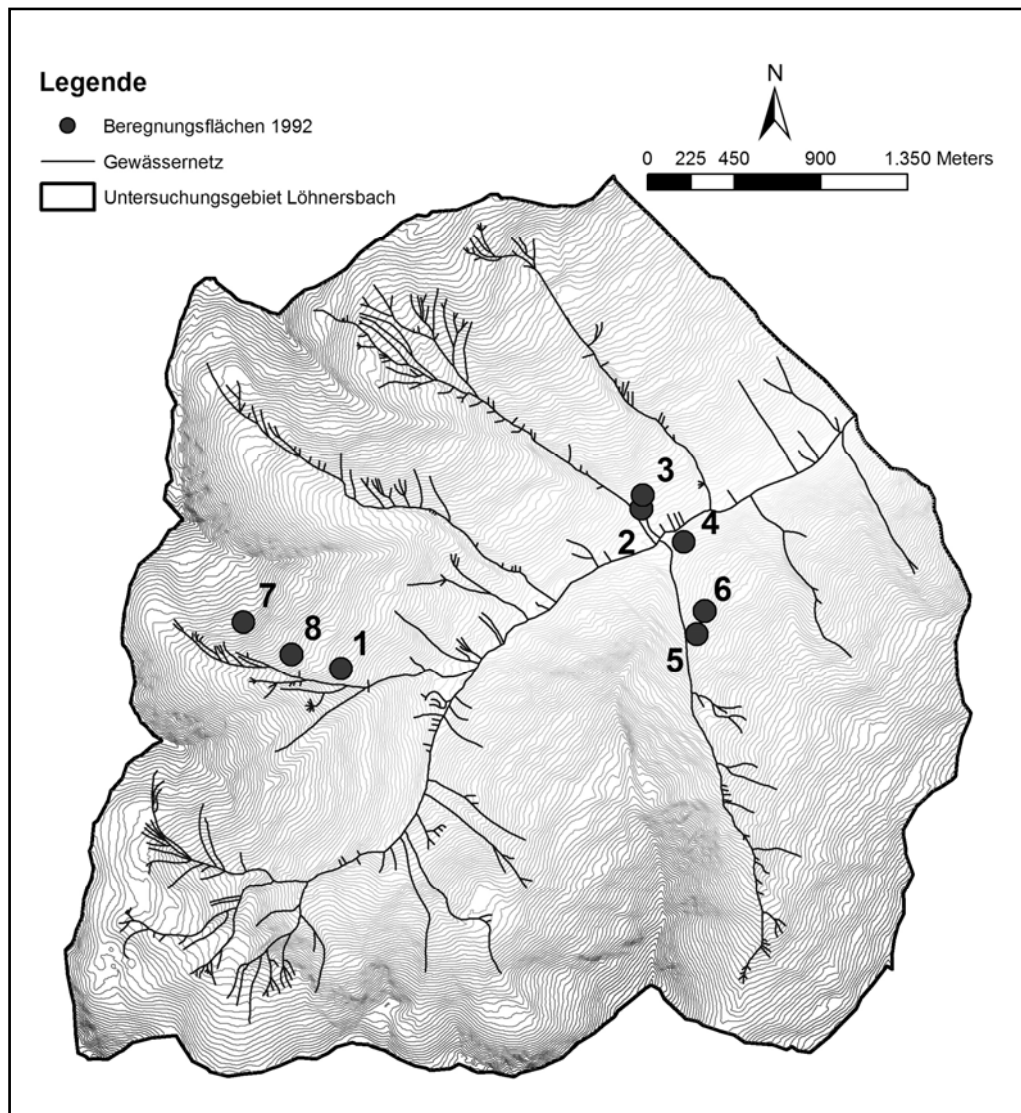 Legende
Beregnungsflächen 1992
Gewässernetz
Untersuchungsgebiet Löhnersbach
N
0 225 450 900 1.350 Meters
3
2
4
6
5
7
8
1